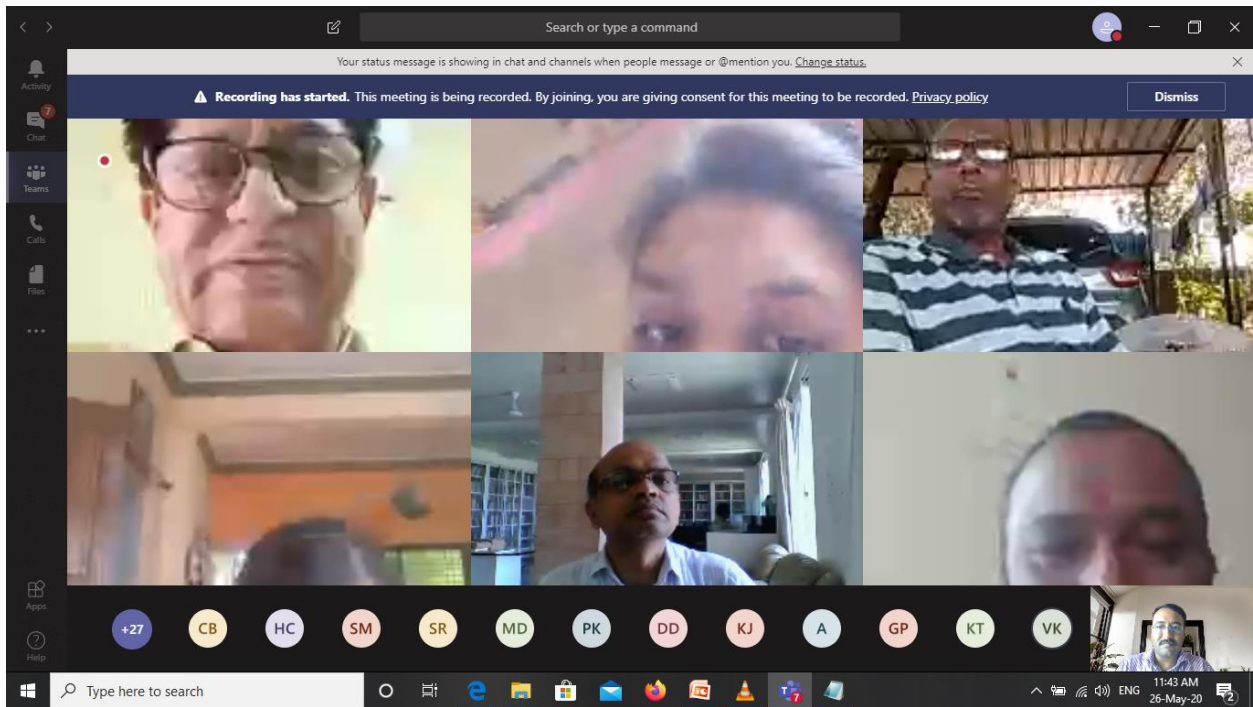 Search or type a command
Your status message is showing in chat and channels when people message or @mention you. Change status.
Activity
Recording has started. This meeting is being recorded. By joining, you are giving consent for this meeting to be recorded. Privacy policy
Dismiss
7
Chat
Teams
Calls
Files
Apps
+27 CB HC SM SR MD PK DD KJ A GP KT VK
Help
Type here to search
7
ENG
11:43 AM
26-May-20
2